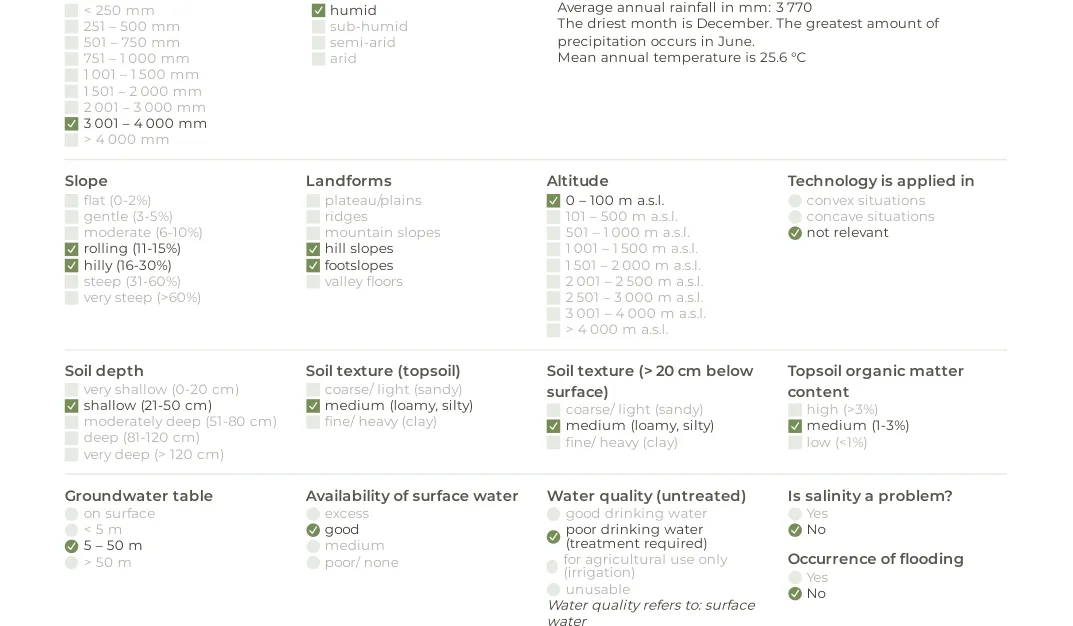 < 250 mm
251 – 500 mm
501 – 750 mm
751 – 1 000 mm
1 001 – 1 500 mm
1 501 – 2 000 mm
2 001 – 3 000 mm
3 001 – 4 000 mm
> 4 000 mm
humid
sub-humid
semi-arid
arid
Average annual rainfall in mm: 3 770
The driest month is December. The greatest amount of
precipitation occurs in June.
Mean annual temperature is 25.6 °C
Slope
flat (0-2%)
gentle (3-5%)
moderate (6-10%)
rolling (11-15%)
hilly (16-30%)
steep (31-60%)
very steep (>60%)
Landforms
plateau/plains
ridges
mountain slopes
hill slopes
footslopes
valley floors
Altitude
0 – 100 m a.s.l.
101 – 500 m a.s.l.
501 – 1 000 m a.s.l.
1 001 – 1 500 m a.s.l.
1 501 – 2 000 m a.s.l.
2 001 – 2 500 m a.s.l.
2 501 – 3 000 m a.s.l.
3 001 – 4 000 m a.s.l.
> 4 000 m a.s.l.
Technology is applied in
convex situations
concave situations
not relevant
Soil depth
very shallow (0-20 cm)
shallow (21-50 cm)
moderately deep (51-80 cm)
deep (81-120 cm)
very deep (> 120 cm)
Soil texture (topsoil)
coarse/ light (sandy)
medium (loamy, silty)
fine/ heavy (clay)
Soil texture (> 20 cm below
surface)
coarse/ light (sandy)
medium (loamy, silty)
fine/ heavy (clay)
Topsoil organic matter
content
high (>3%)
medium (1-3%)
low (<1%)
Groundwater table
on surface
< 5 m
5 – 50 m
> 50 m
Availability of surface water
excess
good
medium
poor/ none
Water quality (untreated)
good drinking water
poor drinking water
(treatment required)
for agricultural use only
(irrigation)
unusable
Water quality refers to: surface
water
Is salinity a problem?
Yes
No
Occurrence of flooding
Yes
No